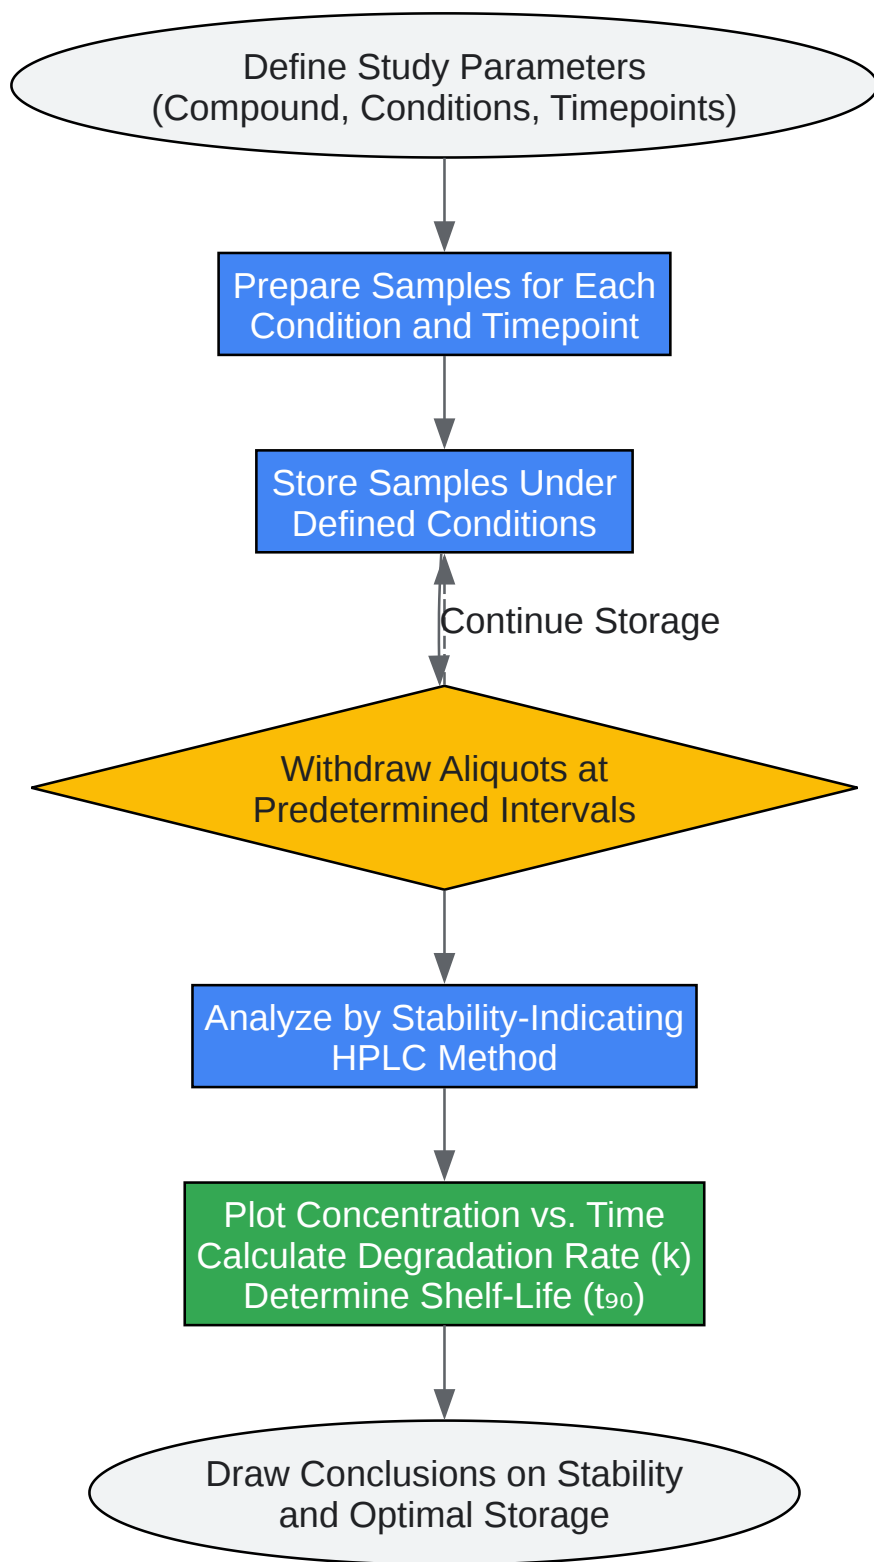 Define Study Parameters
(Compound, Conditions, Timepoints)
Prepare Samples for Each
Condition and Timepoint
Store Samples Under
Defined Conditions
Continue Storage
Withdraw Aliquots at
Predetermined Intervals
Analyze by Stability-Indicating
HPLC Method
Plot Concentration vs. Time
Calculate Degradation Rate (k)
Determine Shelf-Life (t₉₀)
Draw Conclusions on Stability
and Optimal Storage